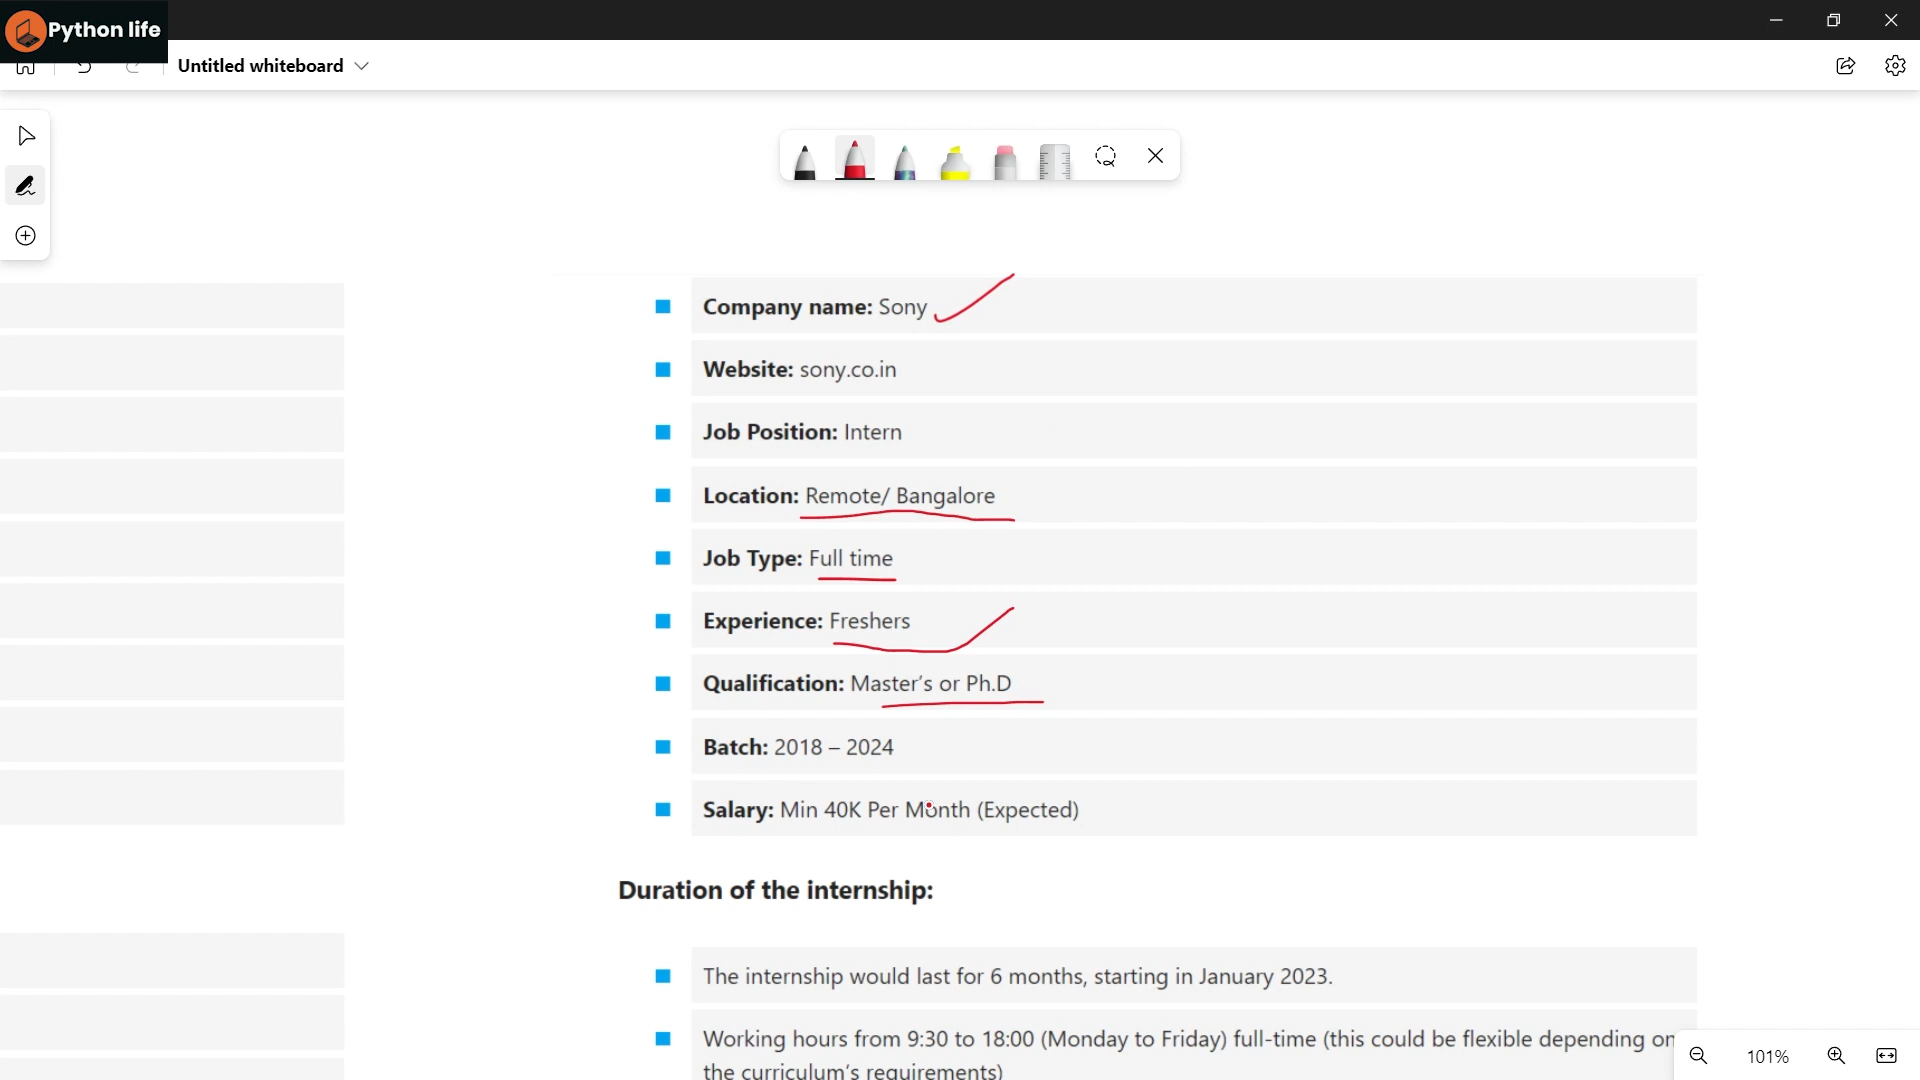 Python life
Untitled whiteboard
Company name: Sony
Website: sony.co.in
Job Position: Intern
Location: Remote/ Bangalore
Job Type: Full time
Experience: Freshers
Qualification: Master's or Ph.D
Batch: 2018 – 2024
Salary: Min 40K Per Month (Expected)
Duration of the internship:
The internship would last for 6 months, starting in January 2023.
Working hours from 9:30 to 18:00 (Monday to Friday) full-time (this could be flexible depending on
the curriculum's requirements)
101%